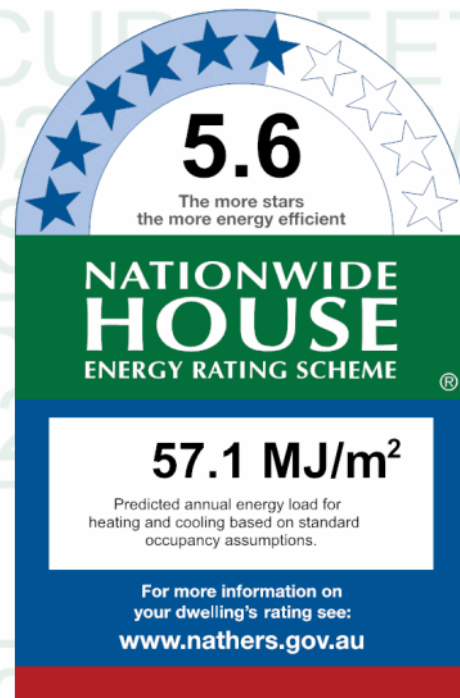 5.6
The more stars
the more energy efficient
NATIONWIDE
HOUSE
ENERGY RATING SCHEME
®
57.1 MJ/m²
Predicted annual energy load for
heating and cooling based on standard
occupancy assumptions.
For more information on
your dwelling's rating see:
www.nathers.gov.au